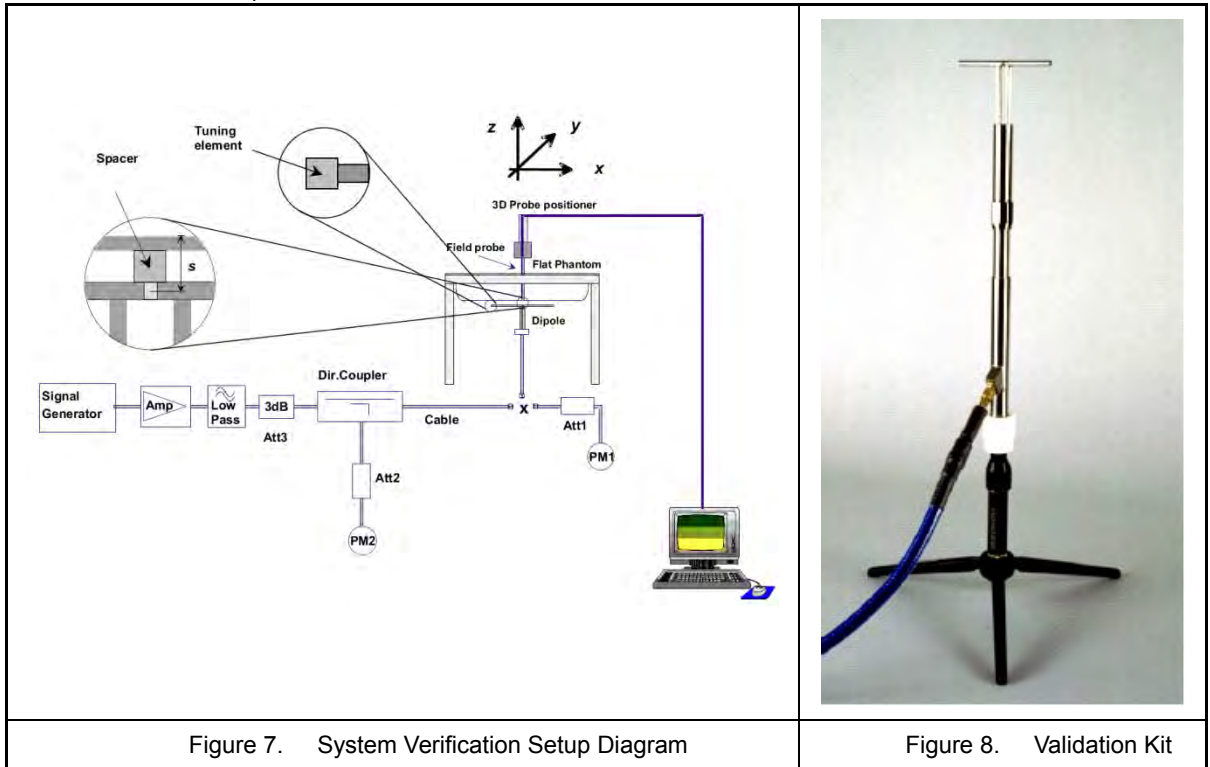 Tuning
element
Spacer
s
z
y
x
3D Probe positioner
Field probe
Flat Phantom
Dipole
Signal
Generator
Amp
Low
Pass
3dB
Att3
Dir.Coupler
Cable
x
Att1
PM1
Att2
PM2
Figure 7. System Verification Setup Diagram
Figure 8. Validation Kit